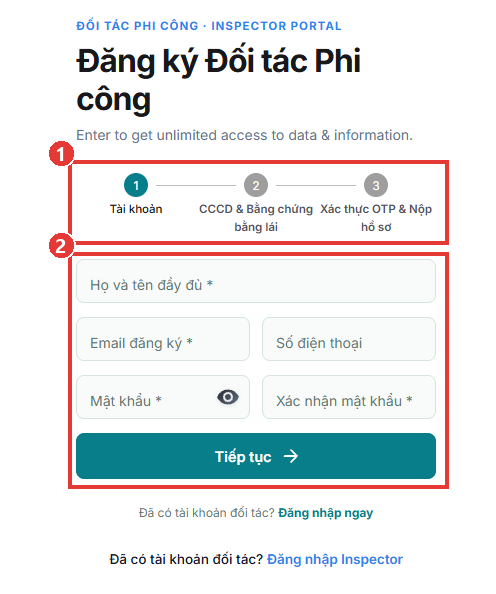 ĐỐI TÁC PHI CÔNG · INSPECTOR PORTAL
Đăng ký Đối tác Phi
công
Enter to get unlimited access to data & information.
1
1 2 3
Tài khoản CCCD & Bằng chứng Xác thực OTP & Nộp
bằng lái hồ sơ
2
Họ và tên đầy đủ *
Email đăng ký * Số điện thoại
Mật khẩu * Xác nhận mật khẩu *
Tiếp tục →
Đã có tài khoản đối tác? Đăng nhập ngay
Đã có tài khoản đối tác? Đăng nhập Inspector